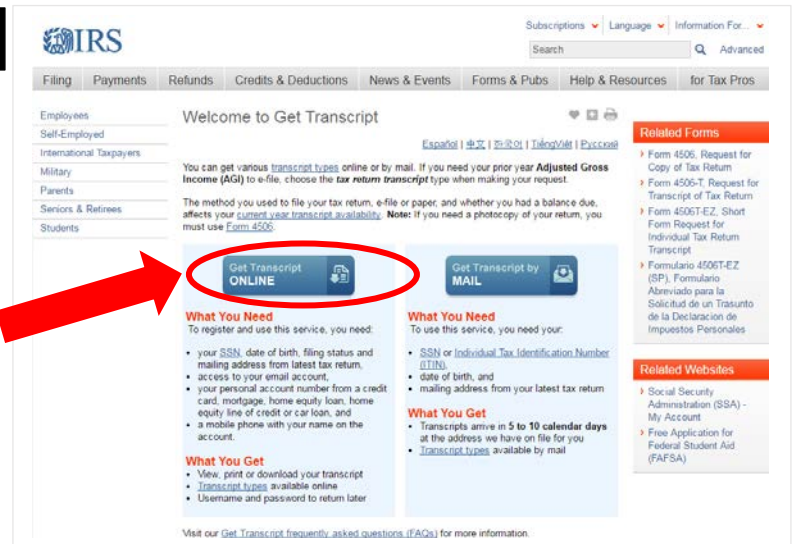 IRS
Subscriptions Language Information For...
Search Advanced
Filing Payments Refunds Credits & Deductions News & Events Forms & Pubs Help & Resources for Tax Pros
Employees
Self-Employed
International Taxpayers
Military
Parents
Seniors & Retirees
Students
Welcome to Get Transcript
Español | 中文 | 한국어 | TiếngViệt | Русский
You can get various transcript types online or by mail. If you need your prior year Adjusted Gross
Income (AGI) to e-file, choose the tax return transcript type when making your request.
The method you used to file your tax return, e-file or paper, and whether you had a balance due,
affects your current year transcript availability. Note: If you need a photocopy of your return, you
must use Form 4506.
Get Transcript
ONLINE
What You Need
To register and use this service, you need:
• your SSN, date of birth, filing status and
mailing address from latest tax return,
• access to your email account,
• your personal account number from a credit
card, mortgage, home equity loan, home
equity line of credit or car loan, and
• a mobile phone with your name on the
account.
What You Get
• View, print or download your transcript
• Transcript types available online
• Username and password to return later
Get Transcript by
MAIL
What You Need
To use this service, you need your:
• SSN or Individual Tax Identification Number
(ITIN),
• date of birth, and
• mailing address from your latest tax return
What You Get
• Transcripts arrive in 5 to 10 calendar days
at the address we have on file for you
• Transcript types available by mail
Visit our Get Transcript frequently asked questions (FAQs) for more information.
Related Forms
Form 4506, Request for
Copy of Tax Return
Form 4506-T, Request for
Transcript of Tax Return
Form 4506T-EZ, Short
Form Request for
Individual Tax Return
Transcript
Formulario 4506T-EZ
(SP), Formulario
Abreviado para la
Solicitud de un Trasunto
de la Declaracion de
Impuestos Personales
Related Websites
Social Security
Administration (SSA) -
My Account
Free Application for
Federal Student Aid
(FAFSA)